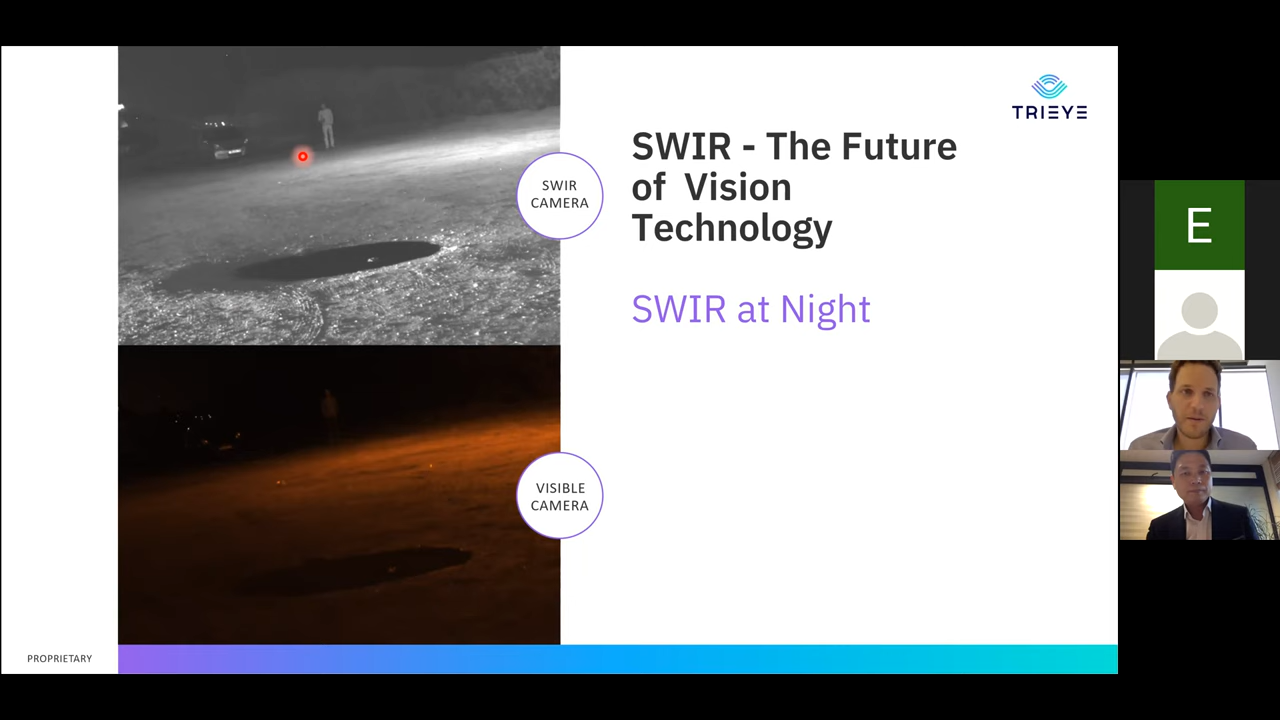 TRIEYE
SWIR - The Future
of Vision
Technology
SWIR at Night
SWIR
CAMERA
VISIBLE
CAMERA
PROPRIETARY
E